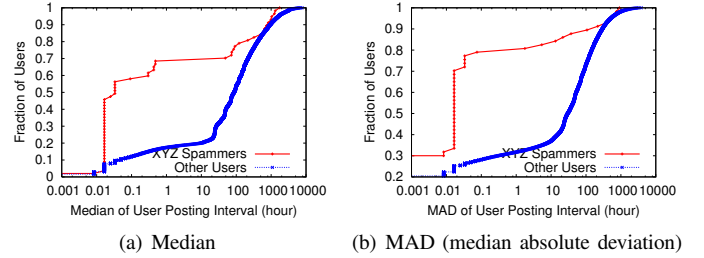 1
0.9
0.8
0.7
0.6
0.5
0.4
0.3
0.2
0.1
0
Fraction of Users
XYZ Spammers
Other Users
0.001 0.01 0.1 1 10 100 1000 10000
Median of User Posting Interval (hour)
(a) Median
1
0.9
0.8
0.7
0.6
0.5
0.4
0.3
0.2
Fraction of Users
XYZ Spammers
Other Users
0.001 0.01 0.1 1 10 100 1000 10000
MAD of User Posting Interval (hour)
(b) MAD (median absolute deviation)